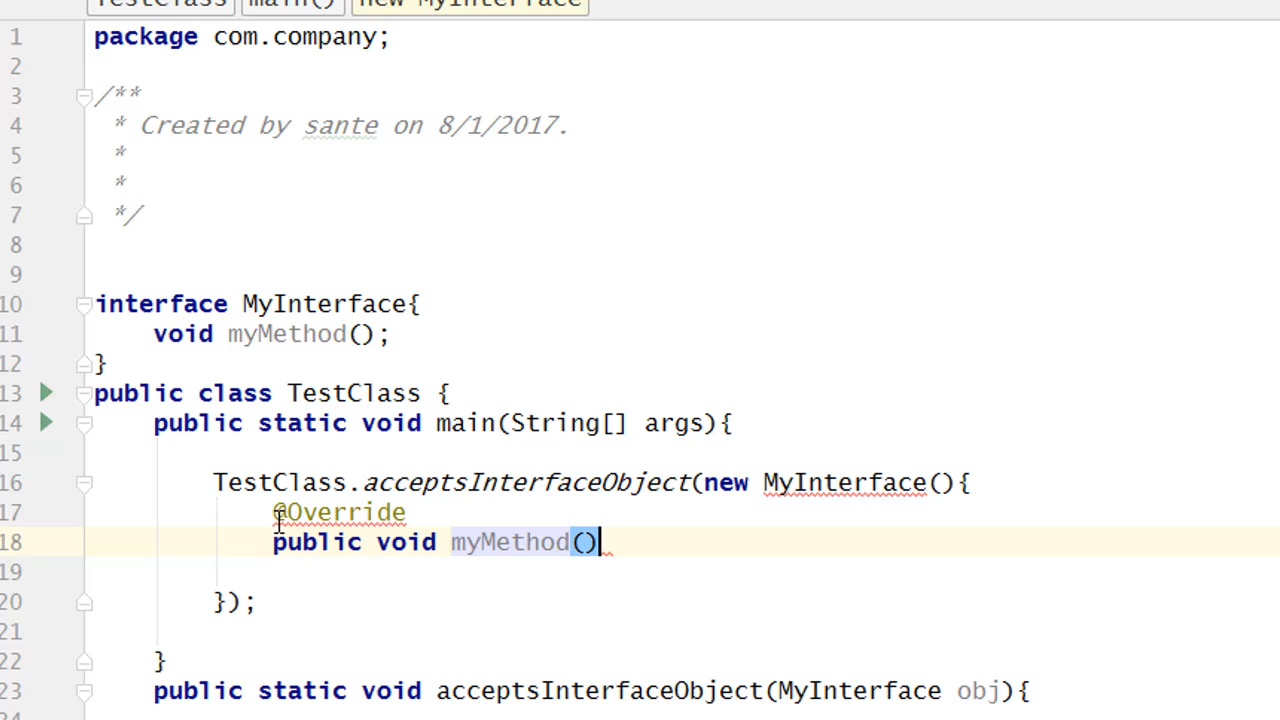 TestClass main() new MyInterface
1 package com.company;
2
3 /**
4 * Created by sante on 8/1/2017.
5 *
6 *
7 */
8
9
10 interface MyInterface{
11 void myMethod();
12 }
13 public class TestClass {
14 public static void main(String[] args){
15
16 TestClass.acceptsInterfaceObject(new MyInterface(){
17 @Override
18 public void myMethod()
19
20 });
21
22 }
23 public static void acceptsInterfaceObject(MyInterface obj){
24